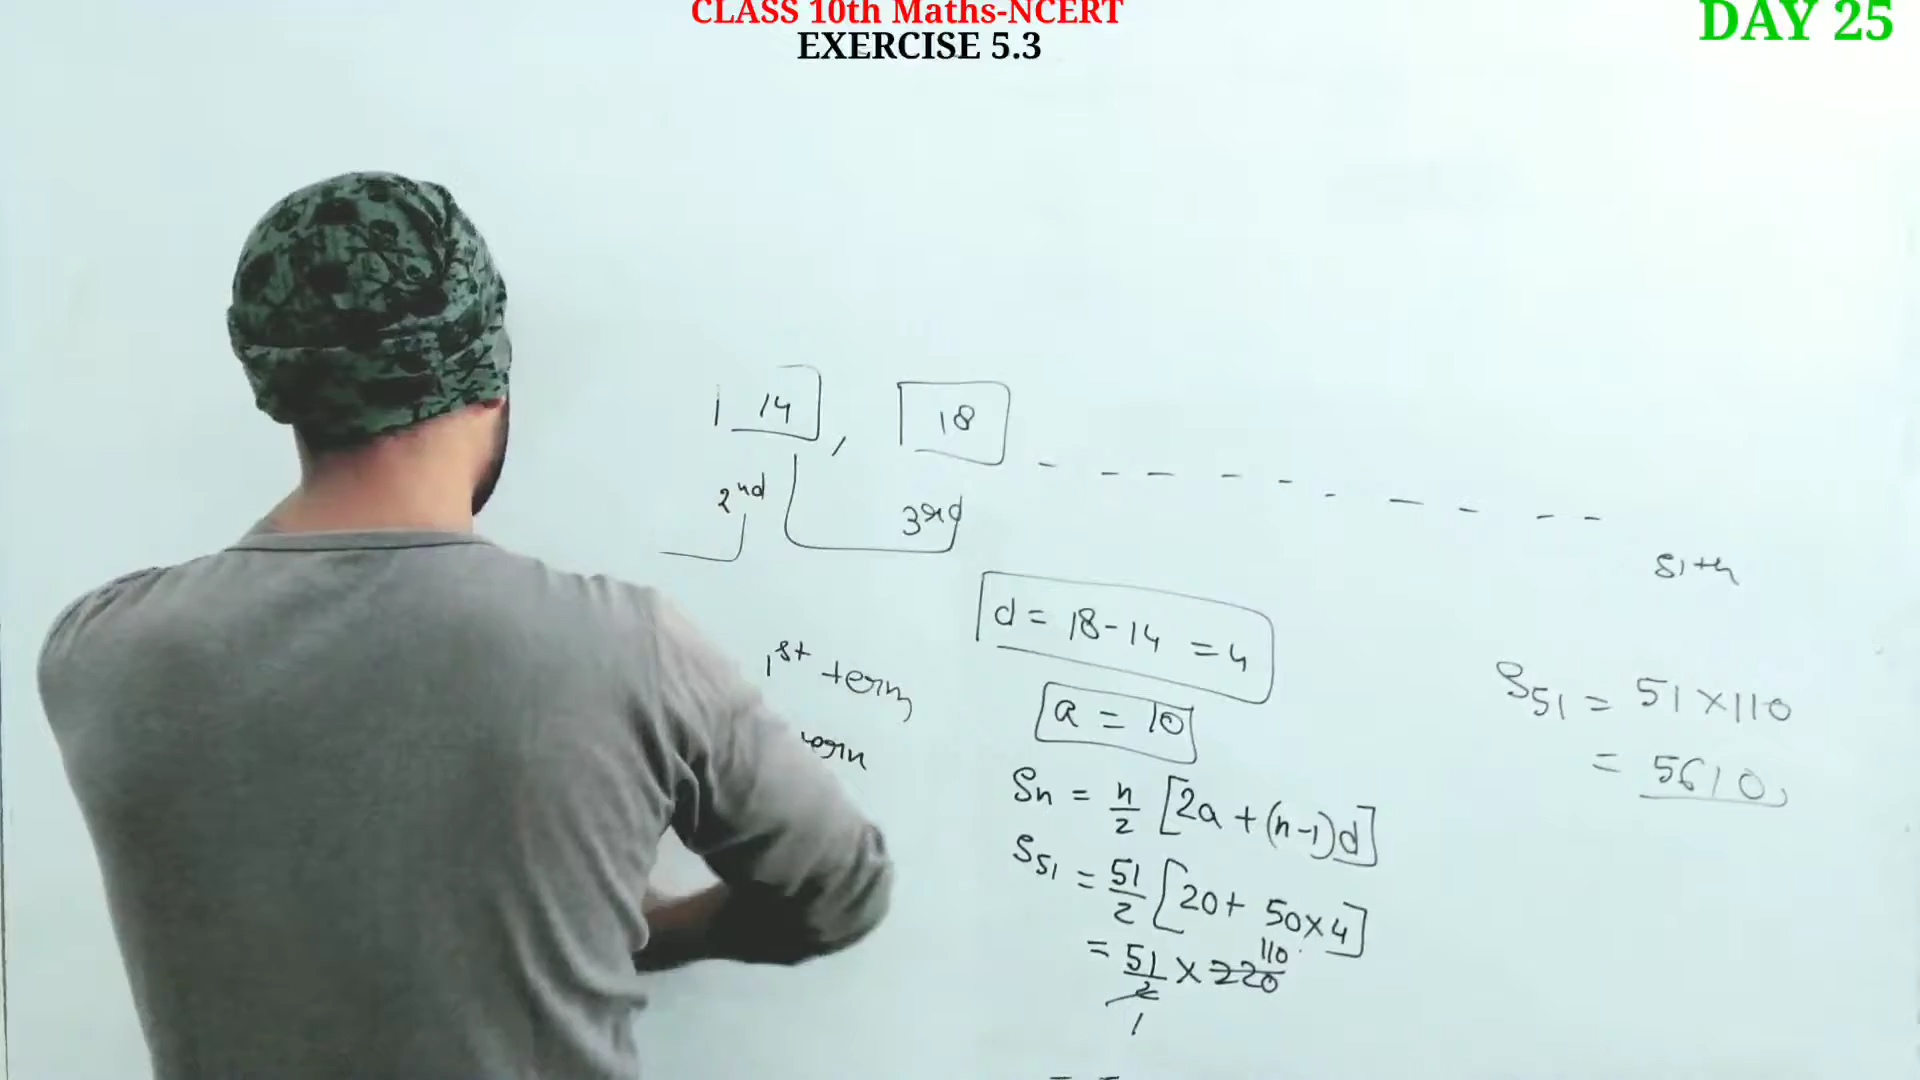 CLASS 10th Maths-NCERT
EXERCISE 5.3
DAY 25
14, 18 - - - - - - - - - - -
2nd 3rd
51th
d = 18-14 = 4
1st term
a = 10
Sn = n/2 [2a + (n-1)d]
S51 = 51/2 [20 + 50×4]
= 51/2 × 220
110
1
S51 = 51×110
= 5610